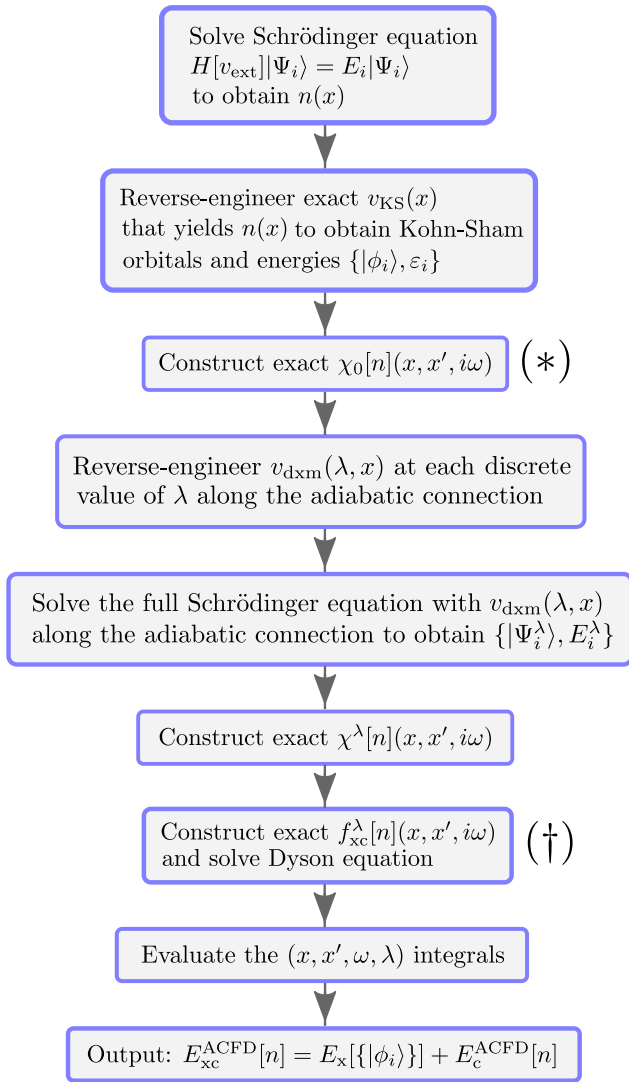 Solve Schrödinger equation
H[v_ext]|Ψ_i⟩ = E_i|Ψ_i⟩
to obtain n(x)
Reverse-engineer exact v_KS(x)
that yields n(x) to obtain Kohn-Sham
orbitals and energies {|ϕ_i⟩, ε_i}
Construct exact χ_0[n](x, x′, iω)
(*)
Reverse-engineer v_dxm(λ, x) at each discrete
value of λ along the adiabatic connection
Solve the full Schrödinger equation with v_dxm(λ, x)
along the adiabatic connection to obtain {|Ψ_i^λ⟩, E_i^λ}
Construct exact χ^λ[n](x, x′, iω)
Construct exact f_xc^λ[n](x, x′, iω)
and solve Dyson equation
(†)
Evaluate the (x, x′, ω, λ) integrals
Output: E_xc^ACFD[n] = E_x[{|ϕ_i⟩}] + E_c^ACFD[n]